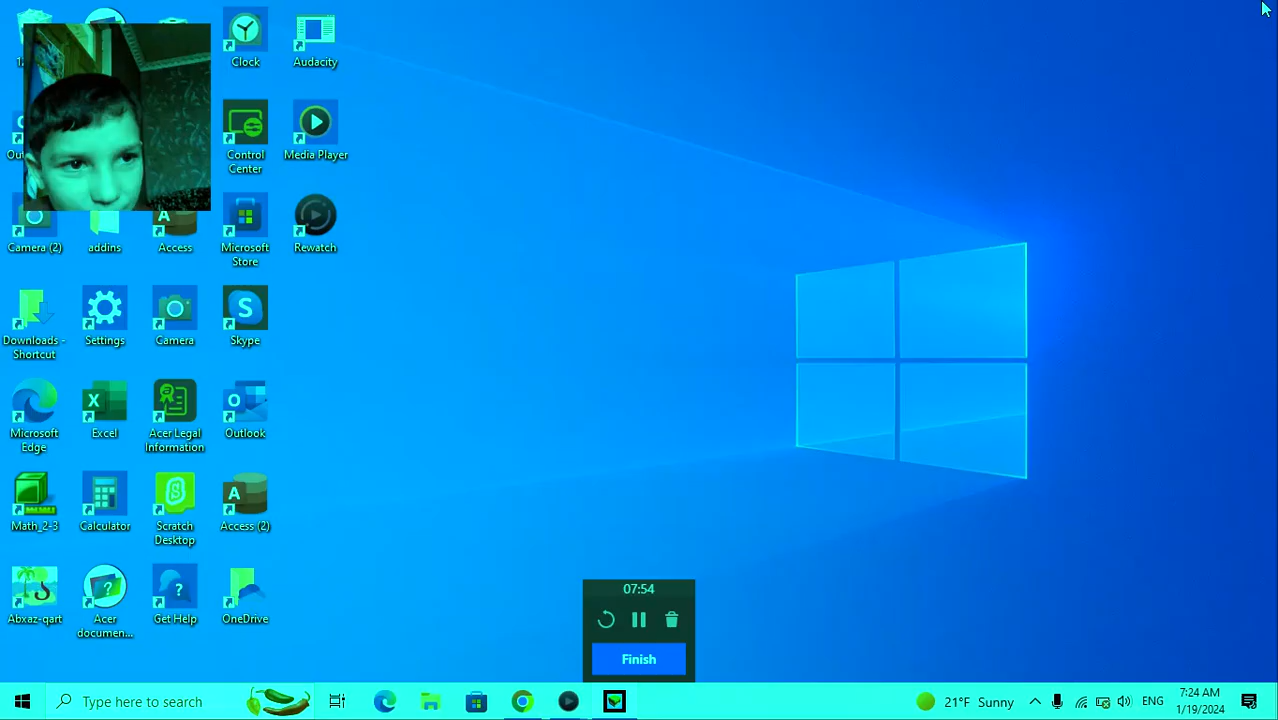 Clock
Audacity
Control
Center
Media Player
Camera (2)
addins
Access
Microsoft
Store
Rewatch
Downloads -
Shortcut
Settings
Camera
Skype
Microsoft
Edge
Excel
Acer Legal
Information
Outlook
Math_2-3
Calculator
Scratch
Desktop
Access (2)
Abxaz-qart
Acer
documen...
Get Help
OneDrive
07:54
Finish
Type here to search
21°F Sunny
ENG
7:24 AM
1/19/2024